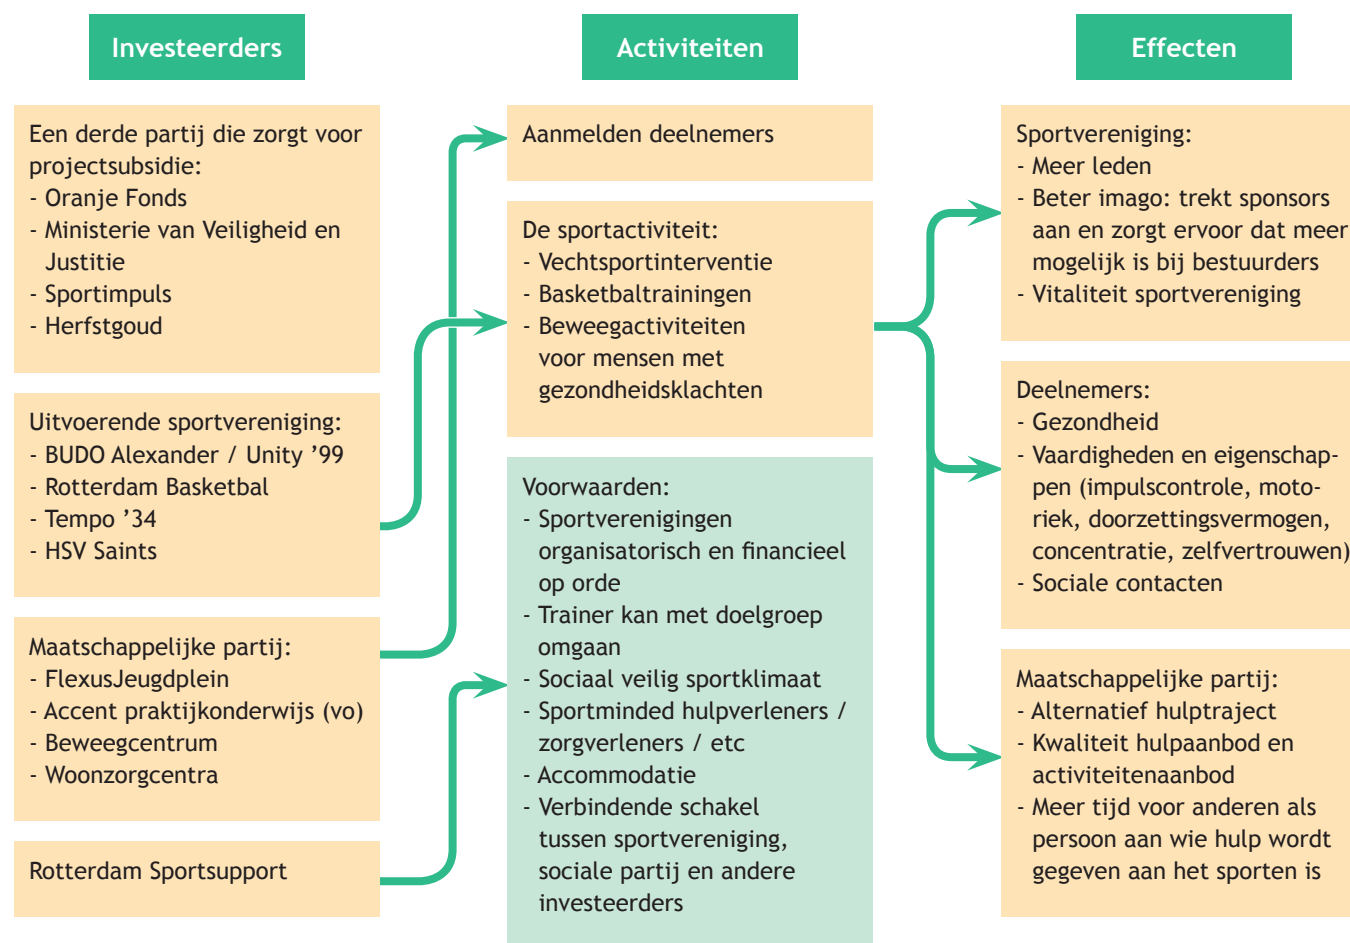 Investeerders
Een derde partij die zorgt voor
projectsubsidie:
- Oranje Fonds
- Ministerie van Veiligheid en
Justitie
- Sportimpuls
- Herfstgoud
Uitvoerende sportvereniging:
- BUDO Alexander / Unity ’99
- Rotterdam Basketbal
- Tempo ’34
- HSV Saints
Maatschappelijke partij:
- FlexusJeugdplein
- Accent praktijkonderwijs (vo)
- Beweegcentrum
- Woonzorgcentra
Rotterdam Sportsupport
Activiteiten
Aanmelden deelnemers
De sportactiviteit:
- Vechtsportinterventie
- Basketbaltrainingen
- Beweegactiviteiten
voor mensen met
gezondheidsklachten
Voorwaarden:
- Sportverenigingen
organisatorisch en financieel
op orde
- Trainer kan met doelgroep
omgaan
- Sociaal veilig sportklimaat
- Sportminded hulpverleners /
zorgverleners / etc
- Accommodatie
- Verbindende schakel
tussen sportvereniging,
sociale partij en andere
investeerders
Effecten
Sportvereniging:
- Meer leden
- Beter imago: trekt sponsors
aan en zorgt ervoor dat meer
mogelijk is bij bestuurders
- Vitaliteit sportvereniging
Deelnemers:
- Gezondheid
- Vaardigheden en eigenschap-
pen (impulscontrole, moto-
riek, doorzettingsvermogen,
concentratie, zelfvertrouwen)
- Sociale contacten
Maatschappelijke partij:
- Alternatief hulptraject
- Kwaliteit hulpaanbod en
activiteitenaanbod
- Meer tijd voor anderen als
persoon aan wie hulp wordt
gegeven aan het sporten is